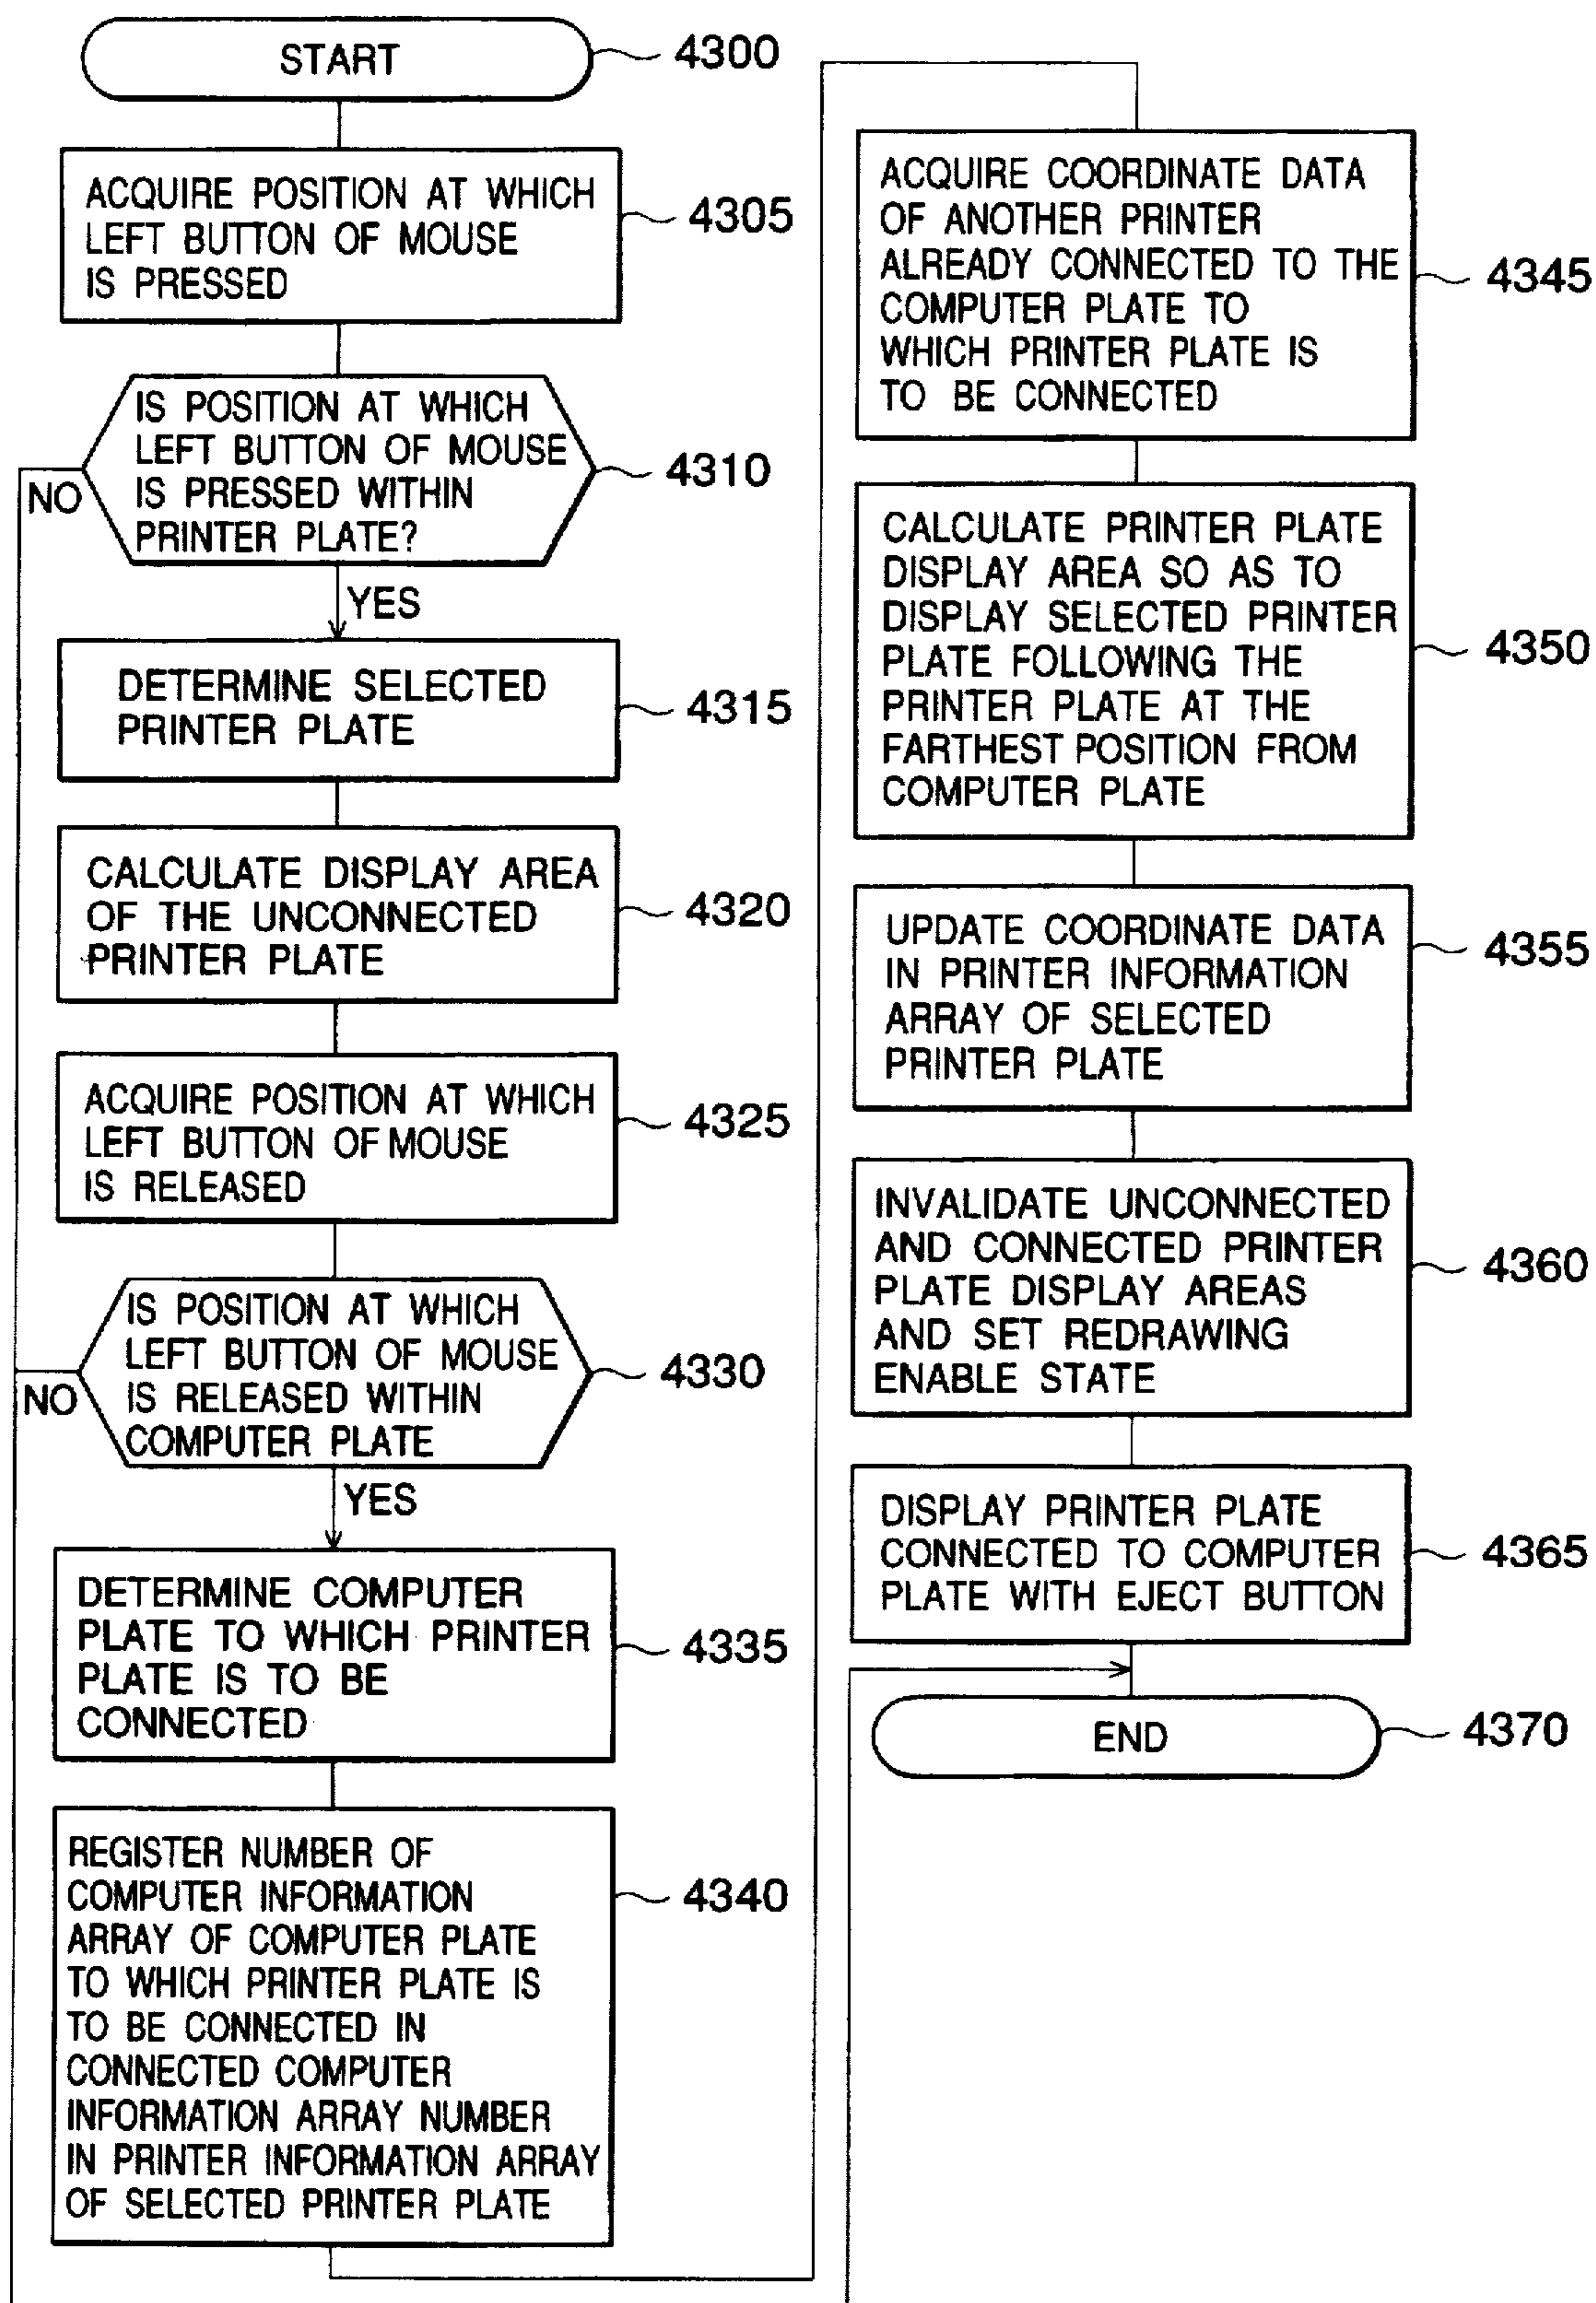 START
4300
ACQUIRE POSITION AT WHICH
LEFT BUTTON OF MOUSE
IS PRESSED
4305
IS POSITION AT WHICH
LEFT BUTTON OF MOUSE
IS PRESSED WITHIN
PRINTER PLATE?
4310
NO
YES
DETERMINE SELECTED
PRINTER PLATE
4315
CALCULATE DISPLAY AREA
OF THE UNCONNECTED
PRINTER PLATE
4320
ACQUIRE POSITION AT WHICH
LEFT BUTTON OF MOUSE
IS RELEASED
4325
IS POSITION AT WHICH
LEFT BUTTON OF MOUSE
IS RELEASED WITHIN
COMPUTER PLATE
4330
NO
YES
DETERMINE COMPUTER
PLATE TO WHICH PRINTER
PLATE IS TO BE
CONNECTED
4335
REGISTER NUMBER OF
COMPUTER INFORMATION
ARRAY OF COMPUTER PLATE
TO WHICH PRINTER PLATE IS
TO BE CONNECTED IN
CONNECTED COMPUTER
INFORMATION ARRAY NUMBER
IN PRINTER INFORMATION ARRAY
OF SELECTED PRINTER PLATE
4340
ACQUIRE COORDINATE DATA
OF ANOTHER PRINTER
ALREADY CONNECTED TO THE
COMPUTER PLATE TO
WHICH PRINTER PLATE IS
TO BE CONNECTED
4345
CALCULATE PRINTER PLATE
DISPLAY AREA SO AS TO
DISPLAY SELECTED PRINTER
PLATE FOLLOWING THE
PRINTER PLATE AT THE
FARTHEST POSITION FROM
COMPUTER PLATE
4350
UPDATE COORDINATE DATA
IN PRINTER INFORMATION
ARRAY OF SELECTED
PRINTER PLATE
4355
INVALIDATE UNCONNECTED
AND CONNECTED PRINTER
PLATE DISPLAY AREAS
AND SET REDRAWING
ENABLE STATE
4360
DISPLAY PRINTER PLATE
CONNECTED TO COMPUTER
PLATE WITH EJECT BUTTON
4365
END
4370